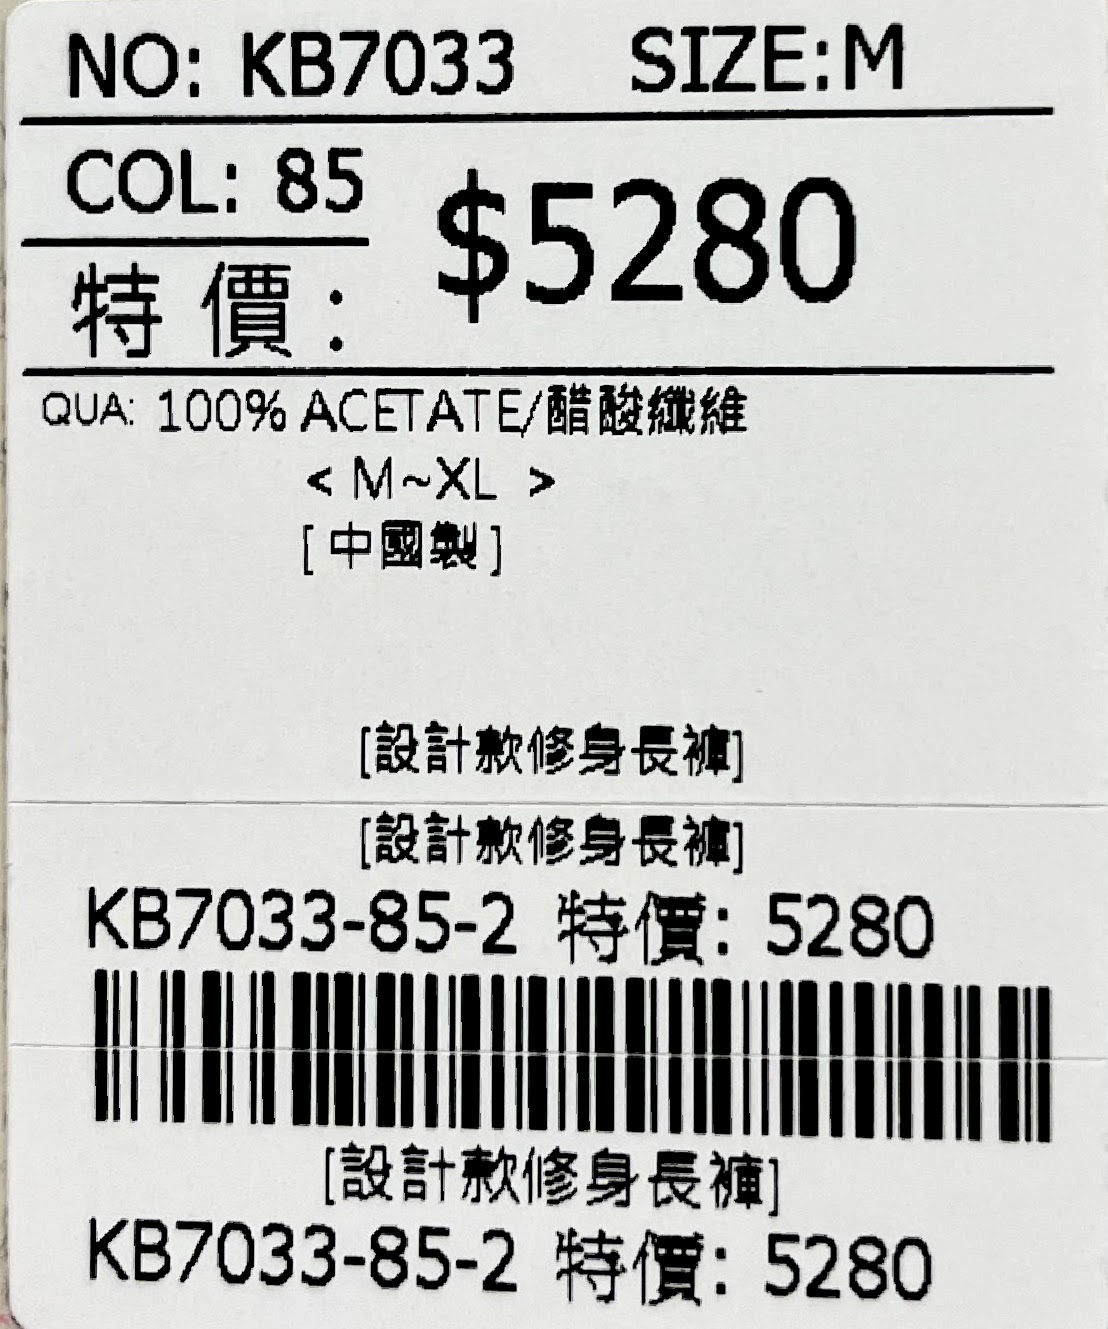 NO: KB7033 SIZE:M
COL: 85
$5280
特價:
QUA: 100% ACETATE/醋酸纖維
< M~XL >
[中國製]
[設計款修身長褲]
[設計款修身長褲]
KB7033-85-2 特價: 5280
[設計款修身長褲]
KB7033-85-2 特價: 5280